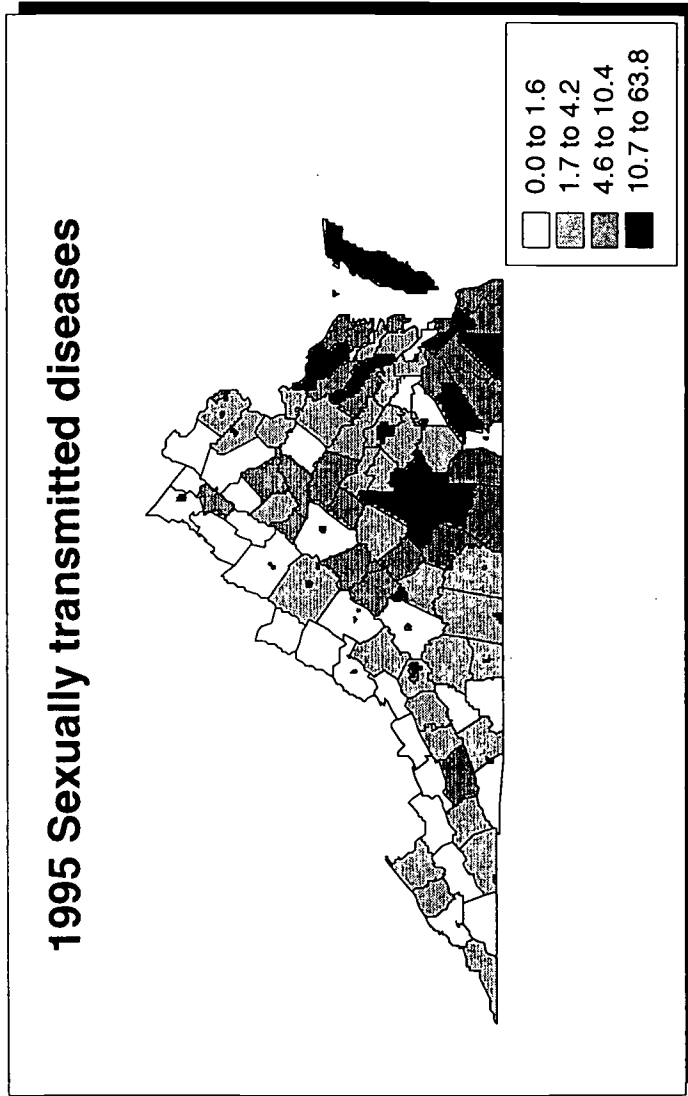 1995 Sexually transmitted diseases
0.0 to 1.6
1.7 to 4.2
4.6 to 10.4
10.7 to 63.8